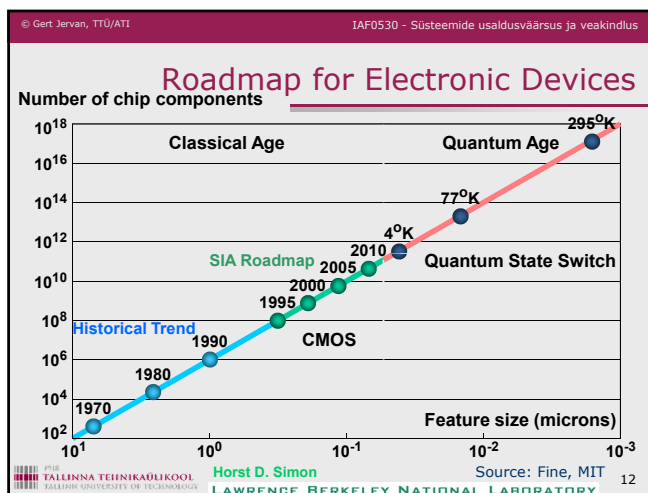 © Gert Jervan, TTÜ/ATI IAF0530 - Süsteemide usaldusväärsus ja veakindlus
Roadmap for Electronic Devices
Number of chip components
10¹⁸
10¹⁶
10¹⁴
10¹²
10¹⁰
10⁸
10⁶
10⁴
10²
Classical Age Quantum Age
295°K
77°K
4°K
SIA Roadmap 2010 Quantum State Switch
2005
2000
1995
Historical Trend CMOS
1990
1980
1970
Feature size (microns)
10¹ 10⁰ 10⁻¹ 10⁻² 10⁻³
1918
TALLINNA TEHNIKAÜLIKOOL
TALLINN UNIVERSITY OF TECHNOLOGY
Horst D. Simon Source: Fine, MIT
LAWRENCE BERKELEY NATIONAL LABORATORY
12